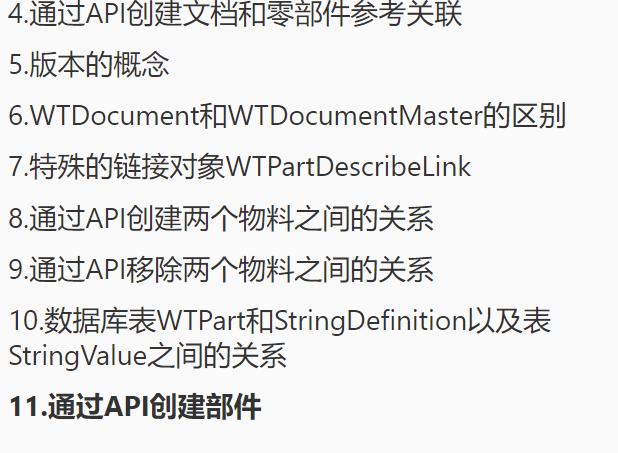 4.通过API创建文档和零部件参考关联
5.版本的概念
6.WTDocument和WTDocumentMaster的区别
7.特殊的链接对象WTPartDescribeLink
8.通过API创建两个物料之间的关系
9.通过API移除两个物料之间的关系
10.数据库表WTPart和StringDefinition以及表
StringValue之间的关系
11.通过API创建部件